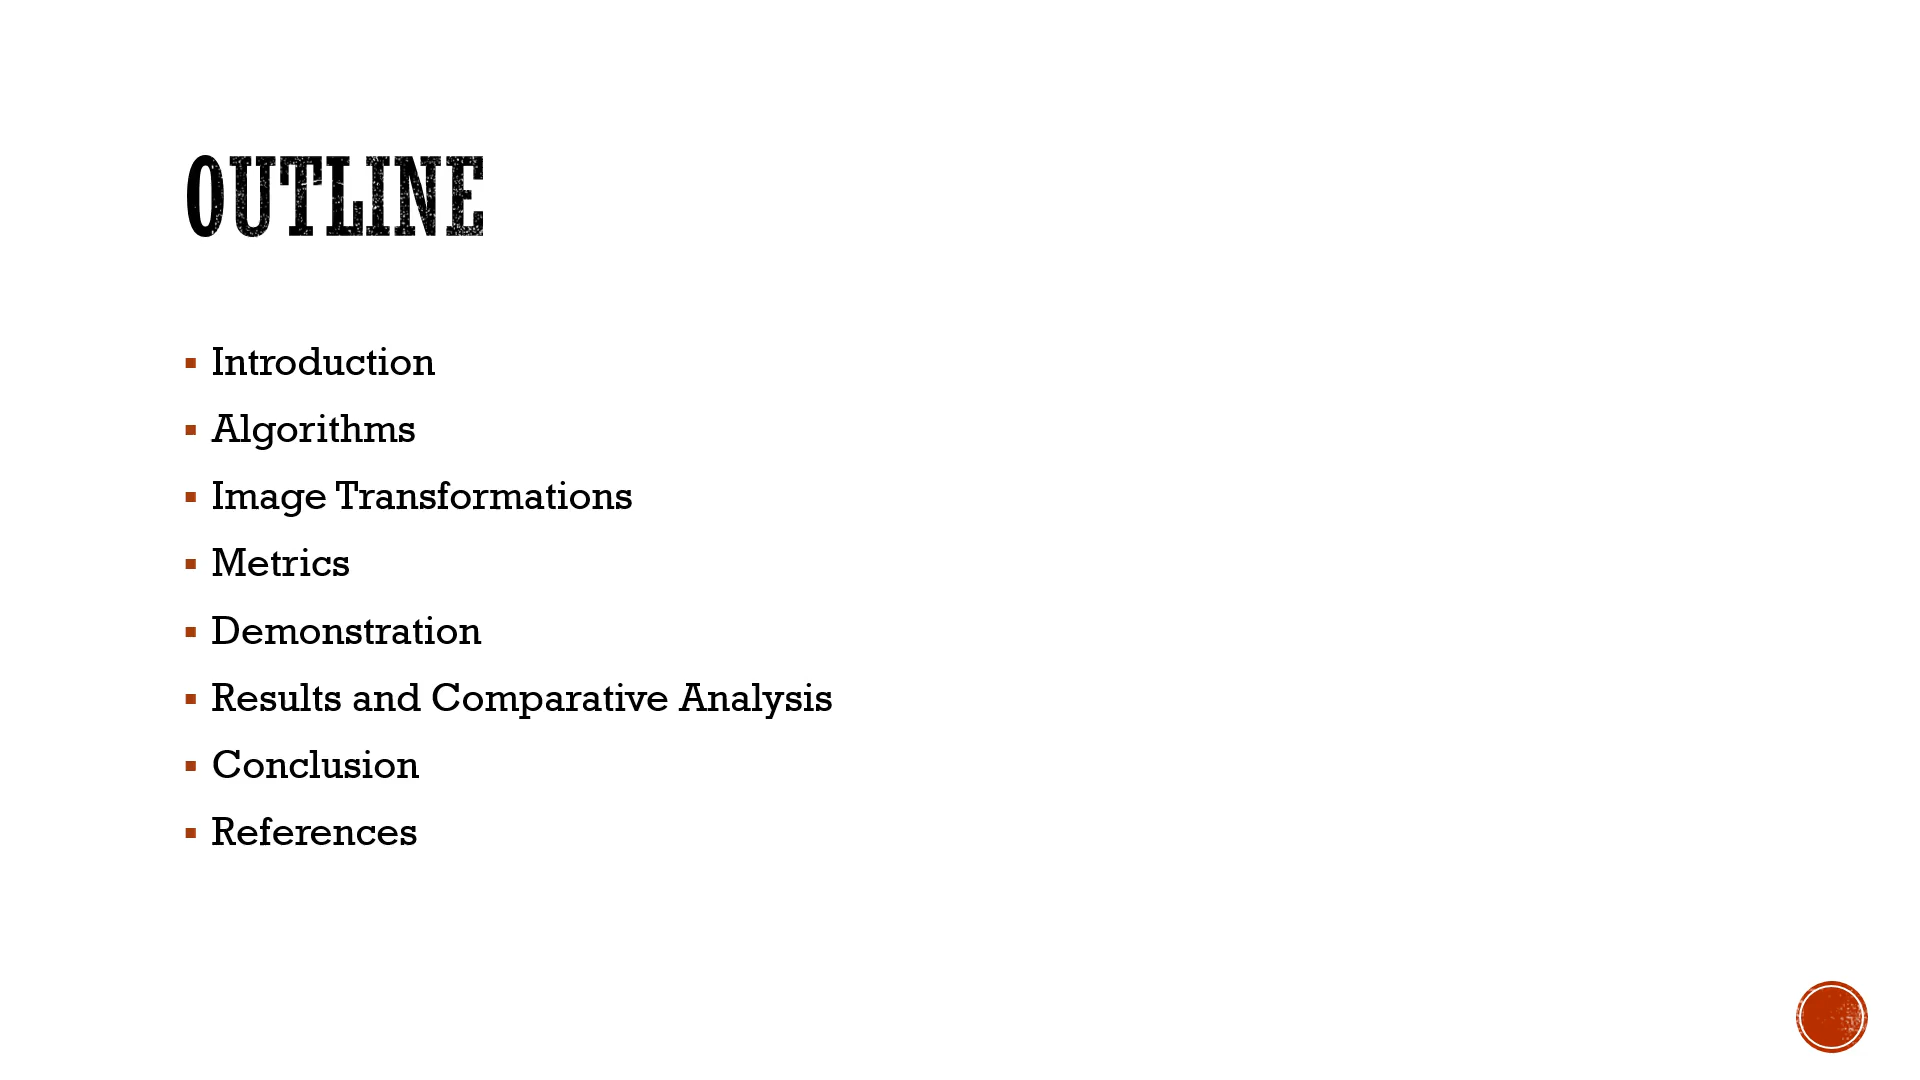 OUTLINE
▪ Introduction
▪ Algorithms
▪ Image Transformations
▪ Metrics
▪ Demonstration
▪ Results and Comparative Analysis
▪ Conclusion
▪ References